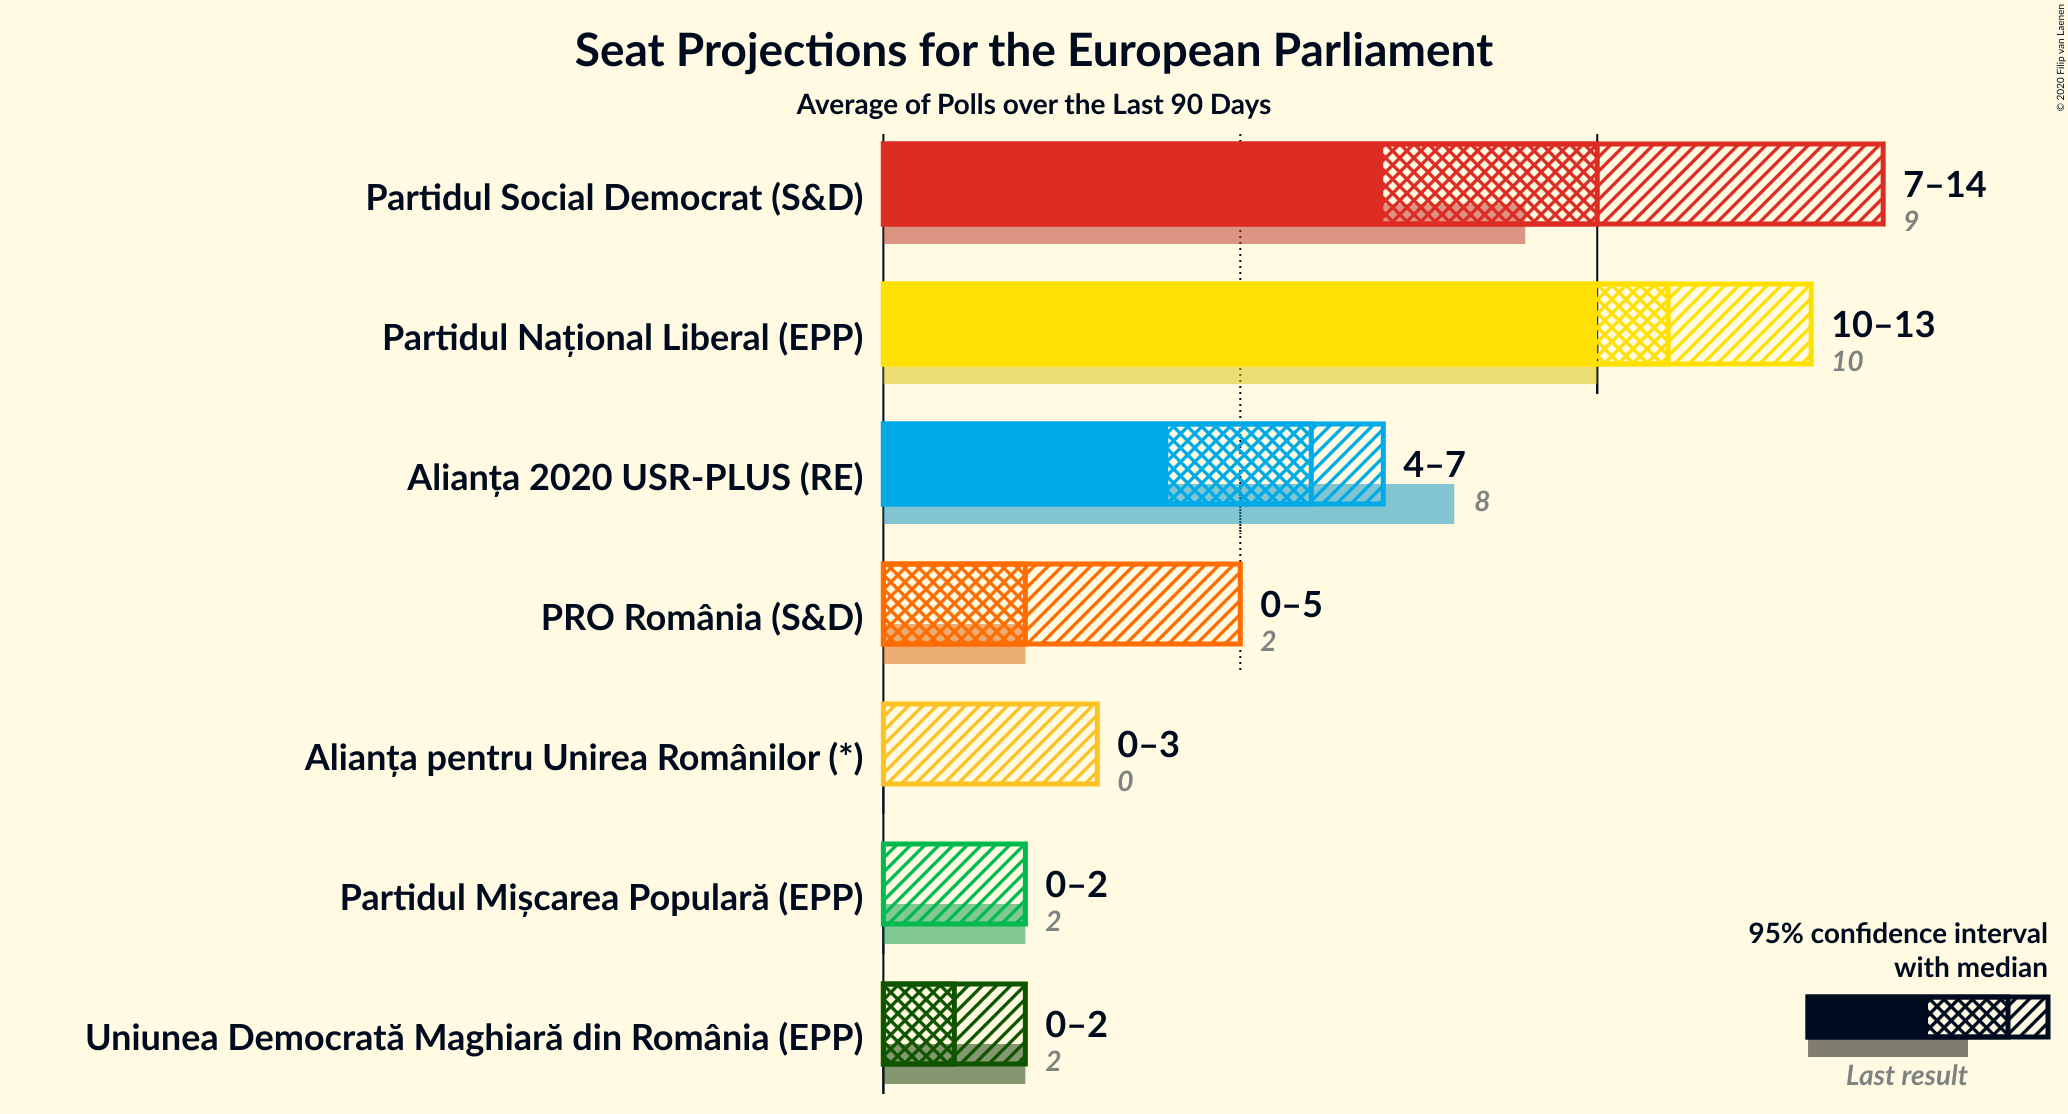 Seat Projections for the European Parliament
Average of Polls over the Last 90 Days
© 2020 Filip van Laenen
Partidul Social Democrat (S&D)
7–14
9
Partidul Național Liberal (EPP)
10–13
10
Alianța 2020 USR-PLUS (RE)
4–7
8
PRO România (S&D)
0–5
2
Alianța pentru Unirea Românilor (*)
0–3
0
Partidul Mișcarea Populară (EPP)
0–2
2
Uniunea Democrată Maghiară din România (EPP)
0–2
2
95% confidence interval
with median
Last result